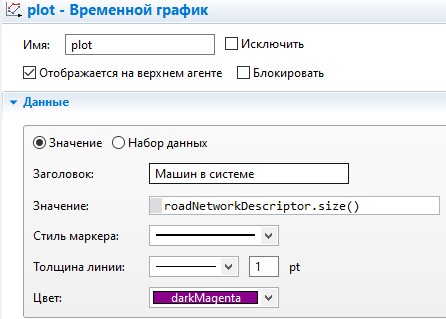 plot - Временной график
Имя: plot Исключить
Отображается на верхнем агенте Блокировать
Данные
Значение Набор данных
Заголовок: Машин в системе
Значение: roadNetworkDescriptor.size()
Стиль маркера:
Толщина линии: 1 pt
Цвет: darkMagenta